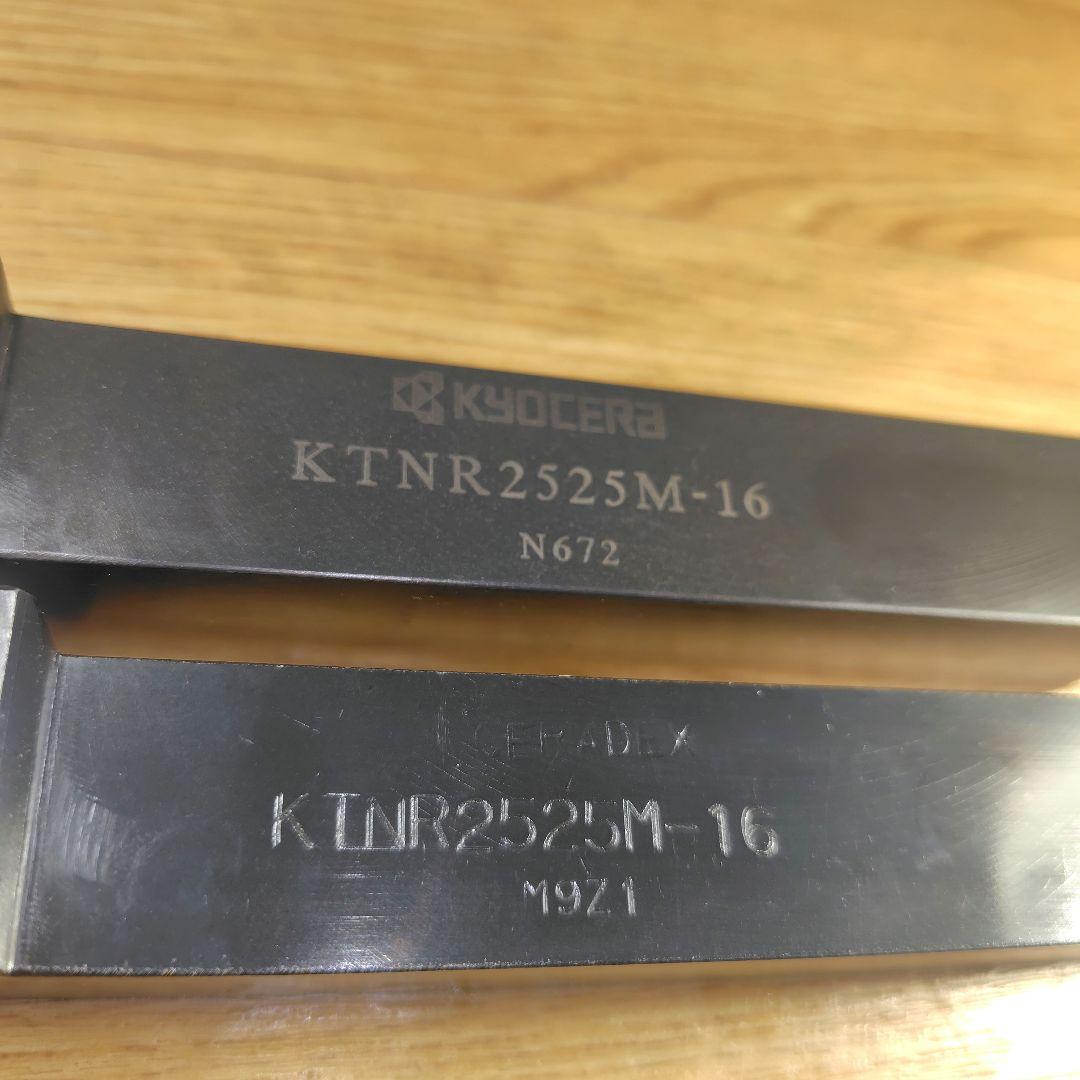 KYOCERA
KTNR2525M-16
N672
CERADEX
KTNR2525M-16
M9Z1